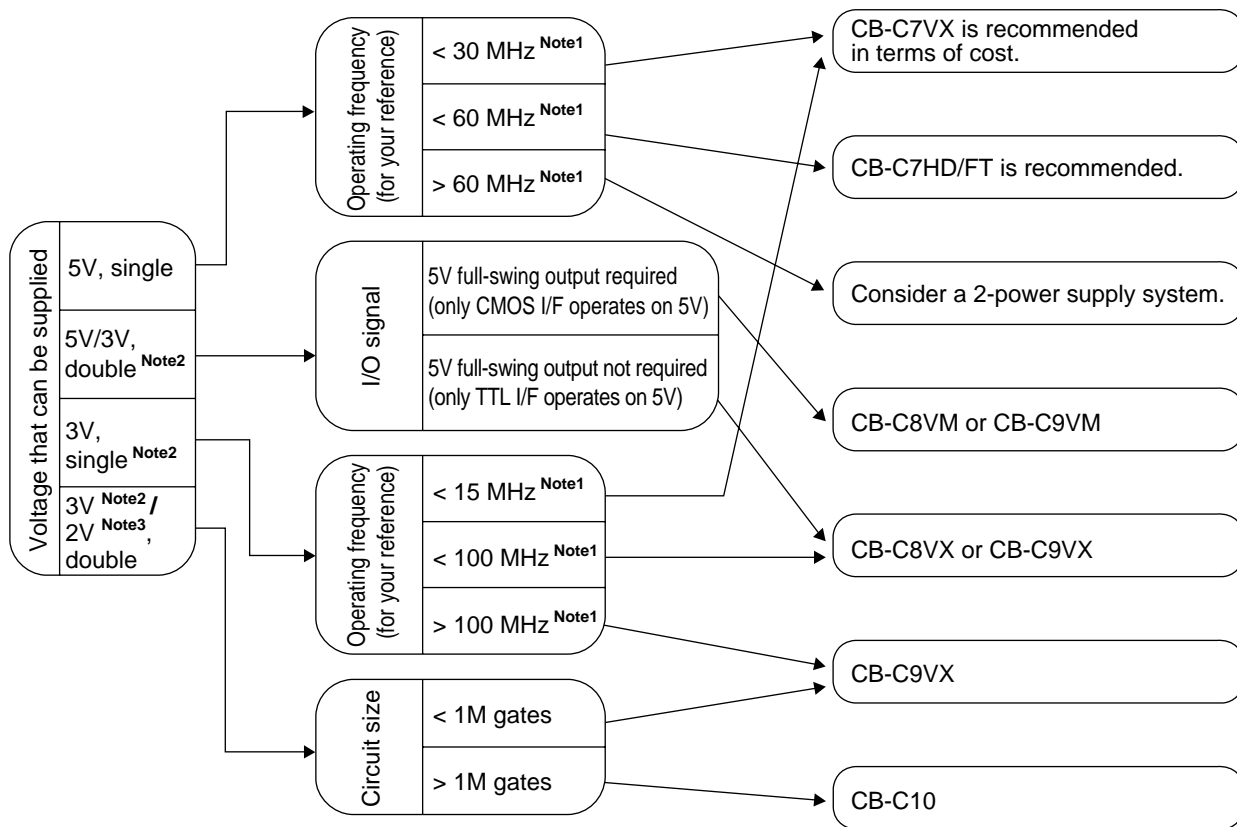 Voltage that can be supplied
5V, single
5V/3V,
double Note2
3V,
single Note2
3V Note2 /
2V Note3 ,
double
Operating frequency
(for your reference)
< 30 MHz Note1
< 60 MHz Note1
> 60 MHz Note1
I/O signal
5V full-swing output required
(only CMOS I/F operates on 5V)
5V full-swing output not required
(only TTL I/F operates on 5V)
Operating frequency
(for your reference)
< 15 MHz Note1
< 100 MHz Note1
> 100 MHz Note1
Circuit size
< 1M gates
> 1M gates
CB-C7VX is recommended
in terms of cost.
CB-C7HD/FT is recommended.
Consider a 2-power supply system.
CB-C8VM or CB-C9VM
CB-C8VX or CB-C9VX
CB-C9VX
CB-C10